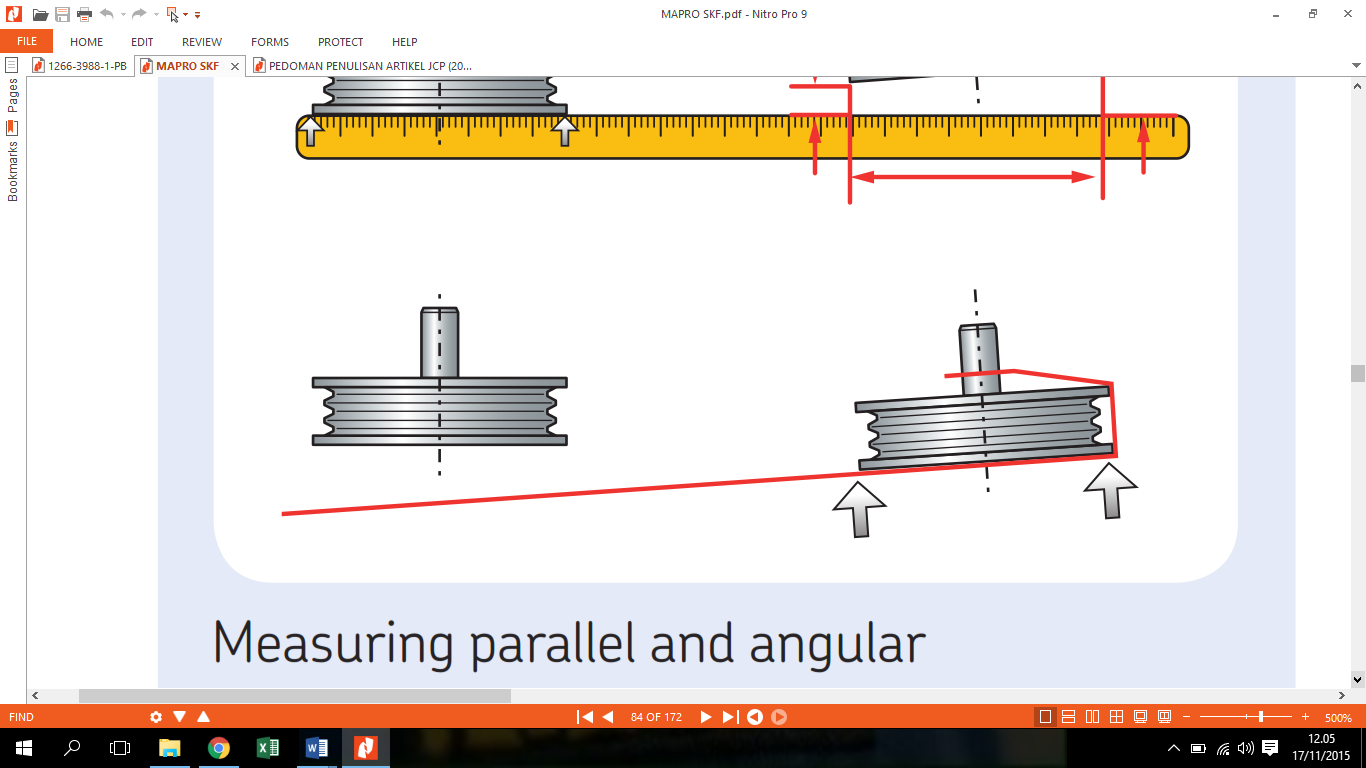 MAPRO SKF.pdf - Nitro Pro 9
FILE HOME EDIT REVIEW FORMS PROTECT HELP
1266-3988-1-PB MAPRO SKF PEDOMAN PENULISAN ARTIKEL JCP (20...
Pages
Bookmarks
Measuring parallel and angular
FIND 84 OF 172 500%
12.05
17/11/2015